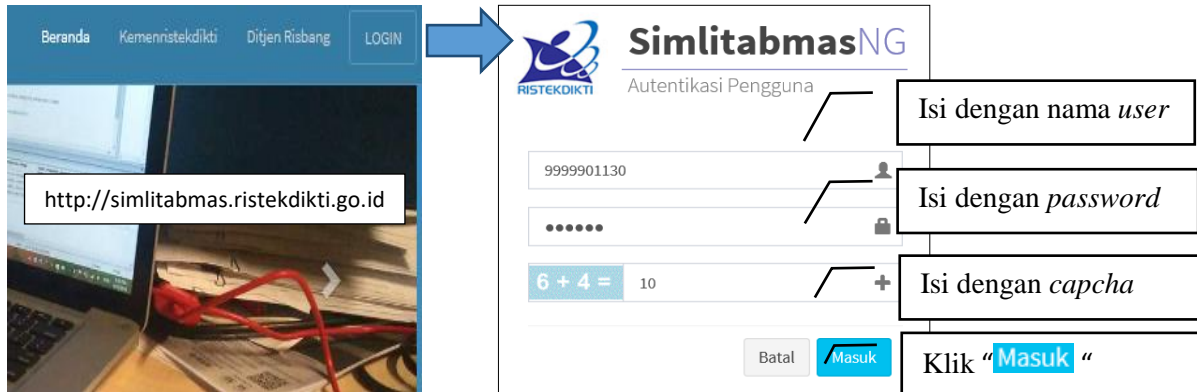 Beranda Kemenristekdikti Ditjen Risbang LOGIN
http://simlitabmas.ristekdikti.go.id
RISTEKDIKTI
SimlitabmasNG
Autentikasi Pengguna
Isi dengan nama user
9999901130
Isi dengan password
••••••
6 + 4 = 10
Isi dengan capcha
Batal Masuk
Klik “Masuk “